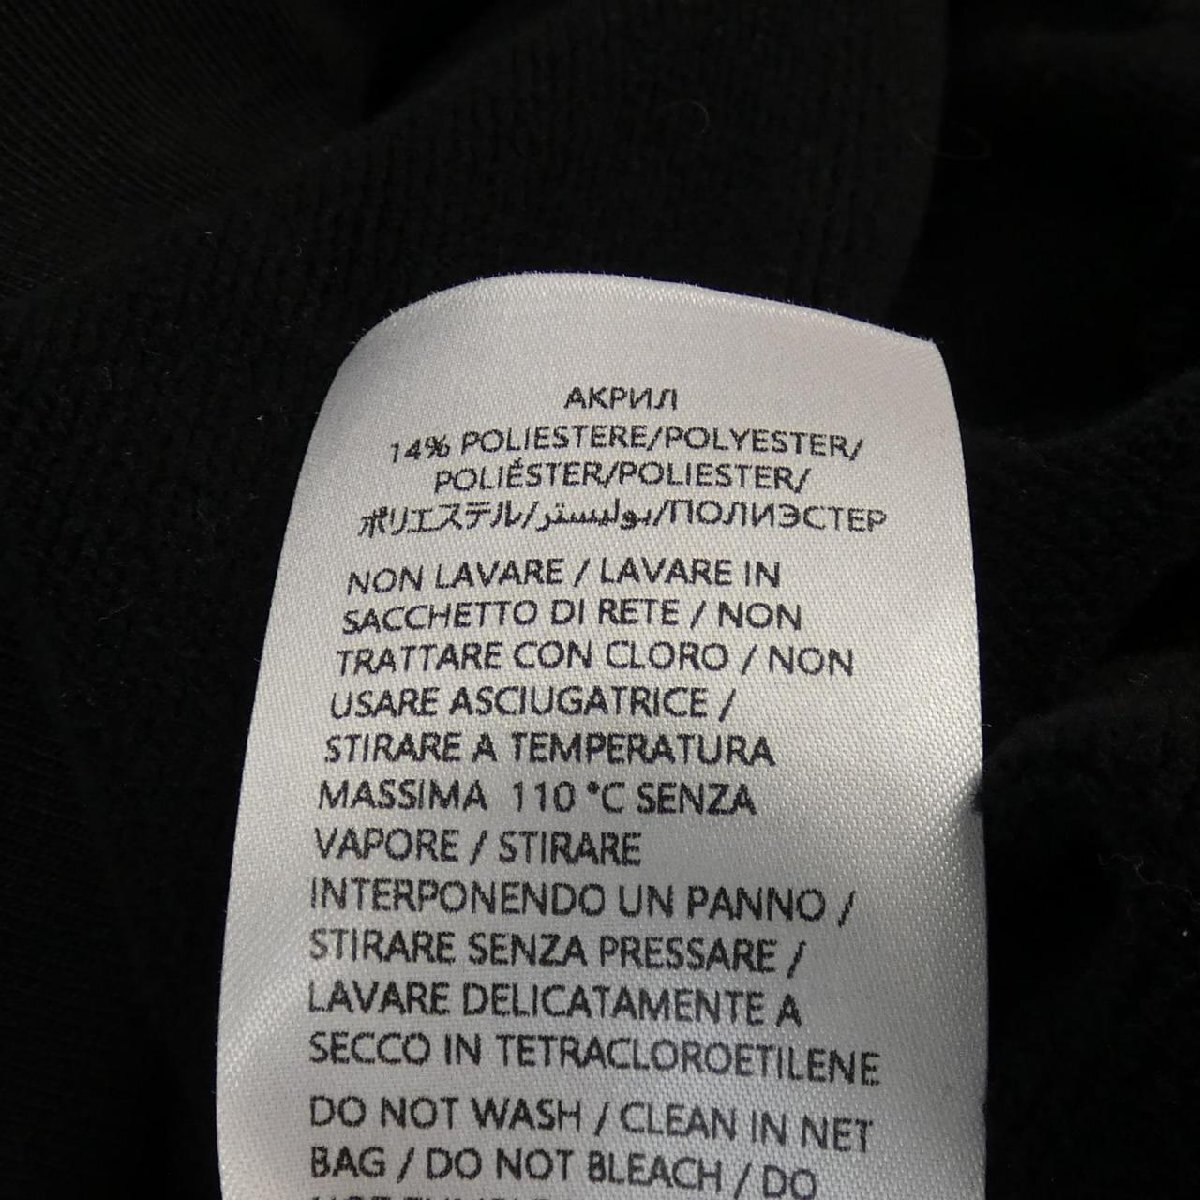 АКРИЛ
14% POLIESTERE/POLYESTER/
POLIÉSTER/POLIESTER/
ポリエステル/بوليستر/ПОЛИЭСТЕР
NON LAVARE / LAVARE IN
SACCHETTO DI RETE / NON
TRATTARE CON CLORO / NON
USARE ASCIUGATRICE /
STIRARE A TEMPERATURA
MASSIMA 110 °C SENZA
VAPORE / STIRARE
INTERPONENDO UN PANNO /
STIRARE SENZA PRESSARE /
LAVARE DELICATAMENTE A
SECCO IN TETRACLOROETILENE
DO NOT WASH / CLEAN IN NET
BAG / DO NOT BLEACH / DO